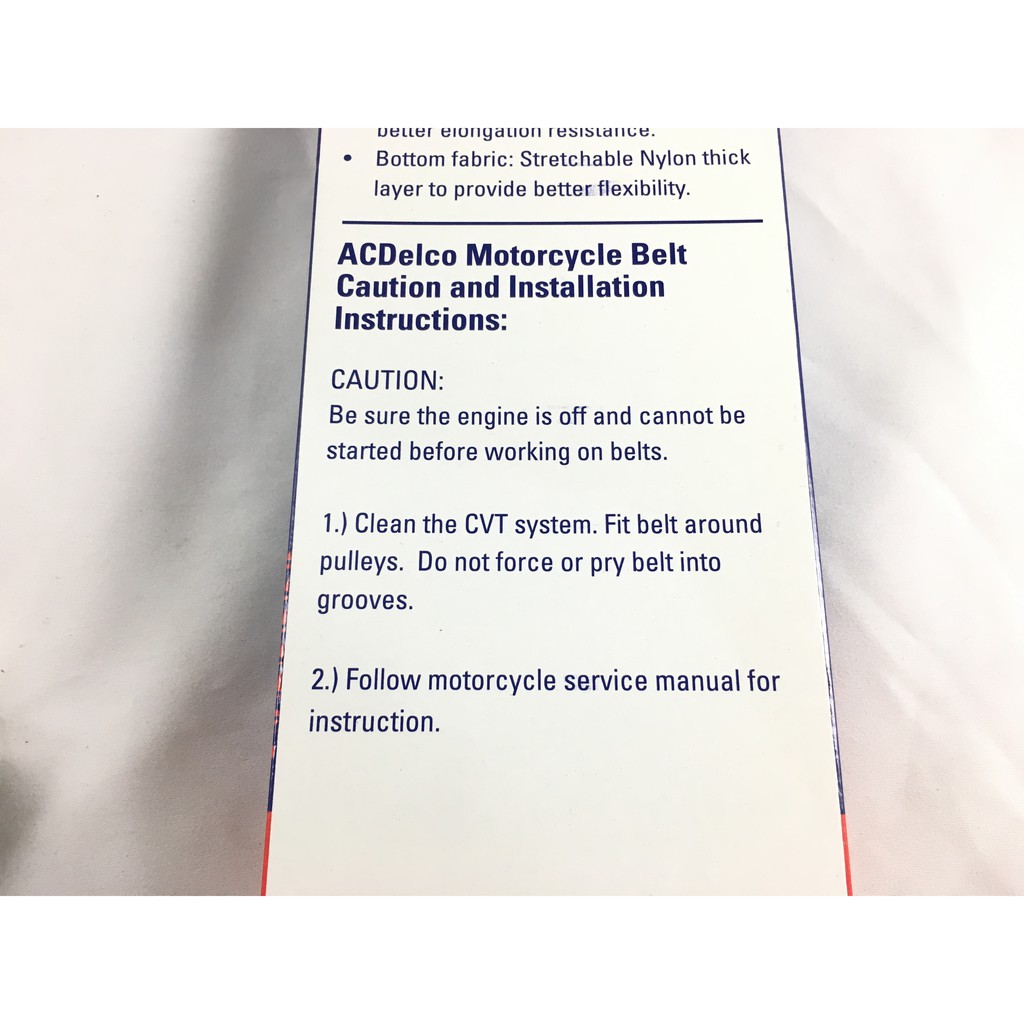 better elongation resistance.
• Bottom fabric: Stretchable Nylon thick
layer to provide better flexibility.
ACDelco Motorcycle Belt
Caution and Installation
Instructions:
CAUTION:
Be sure the engine is off and cannot be
started before working on belts.
1.) Clean the CVT system. Fit belt around
pulleys. Do not force or pry belt into
grooves.
2.) Follow motorcycle service manual for
instruction.